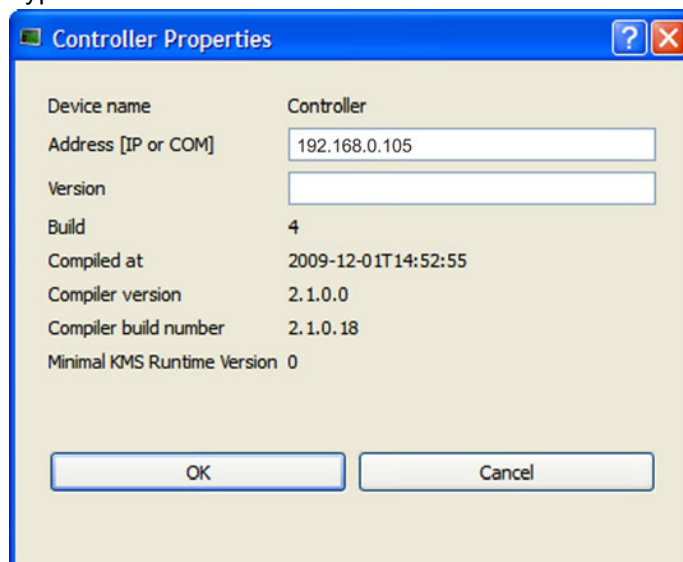 Controller Properties
Device name Controller
Address [IP or COM] 192.168.0.105
Version
Build 4
Compiled at 2009-12-01T14:52:55
Compiler version 2.1.0.0
Compiler build number 2.1.0.18
Minimal KMS Runtime Version 0
OK Cancel